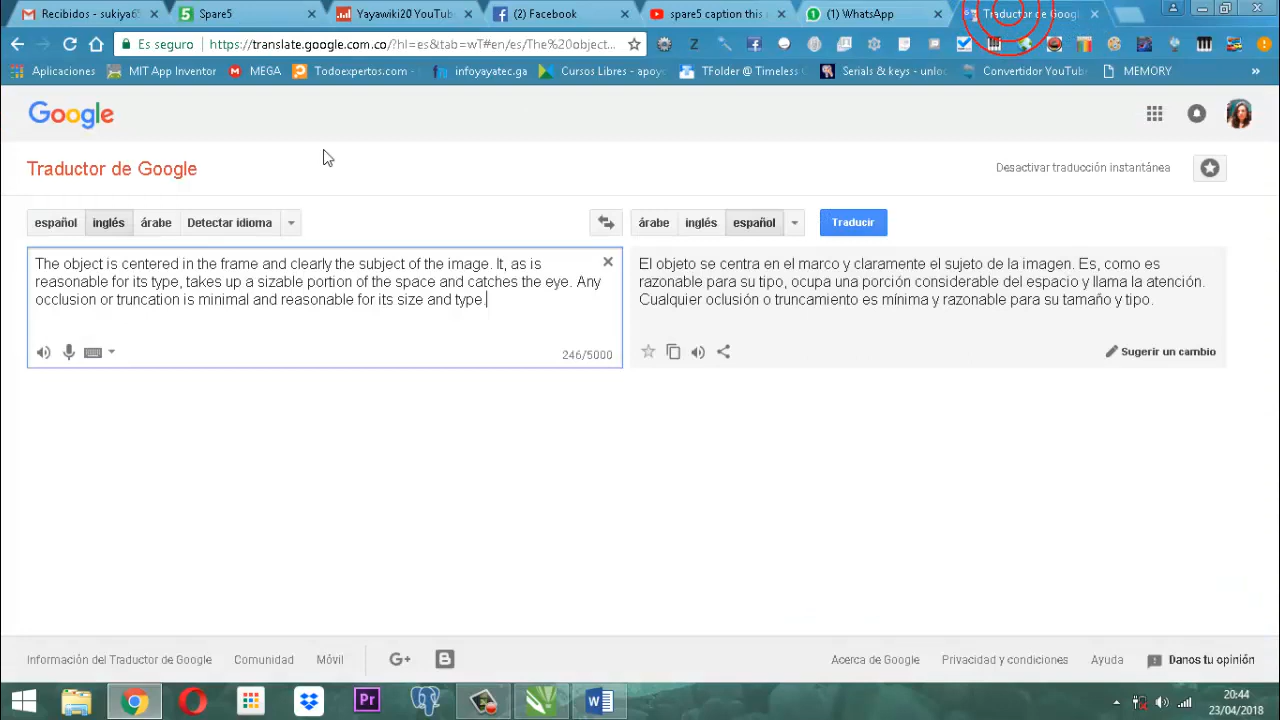 Recibidos - sukiya6
Spare5
Yayawiki20 YouTub
(2) Facebook
spare5 caption this
(1) WhatsApp
Traductor de Google
Es seguro
https://translate.google.com.co/?hl=es&tab=wT#en/es/The%20object...
Aplicaciones
MIT App Inventor
MEGA
Todoexpertos.com -
infoyayatec.ga
Cursos Libres - apoyo
TFolder @ Timeless
Serials & keys - unlo
Convertidor YouTub
MEMORY
»
Google
Traductor de Google
Desactivar traducción instantánea
español
inglés
árabe
Detectar idioma
árabe
inglés
español
Traducir
The object is centered in the frame and clearly the subject of the image. It, as is
reasonable for its type, takes up a sizable portion of the space and catches the eye. Any
occlusion or truncation is minimal and reasonable for its size and type
El objeto se centra en el marco y claramente el sujeto de la imagen. Es, como es
razonable para su tipo, ocupa una porción considerable del espacio y llama la atención.
Cualquier oclusión o truncamiento es mínima y razonable para su tamaño y tipo.
246/5000
Sugerir un cambio
Información del Traductor de Google
Comunidad
Móvil
G+
Acerca de Google
Privacidad y condiciones
Ayuda
Danos tu opinión
Pr
20:44
23/04/2018